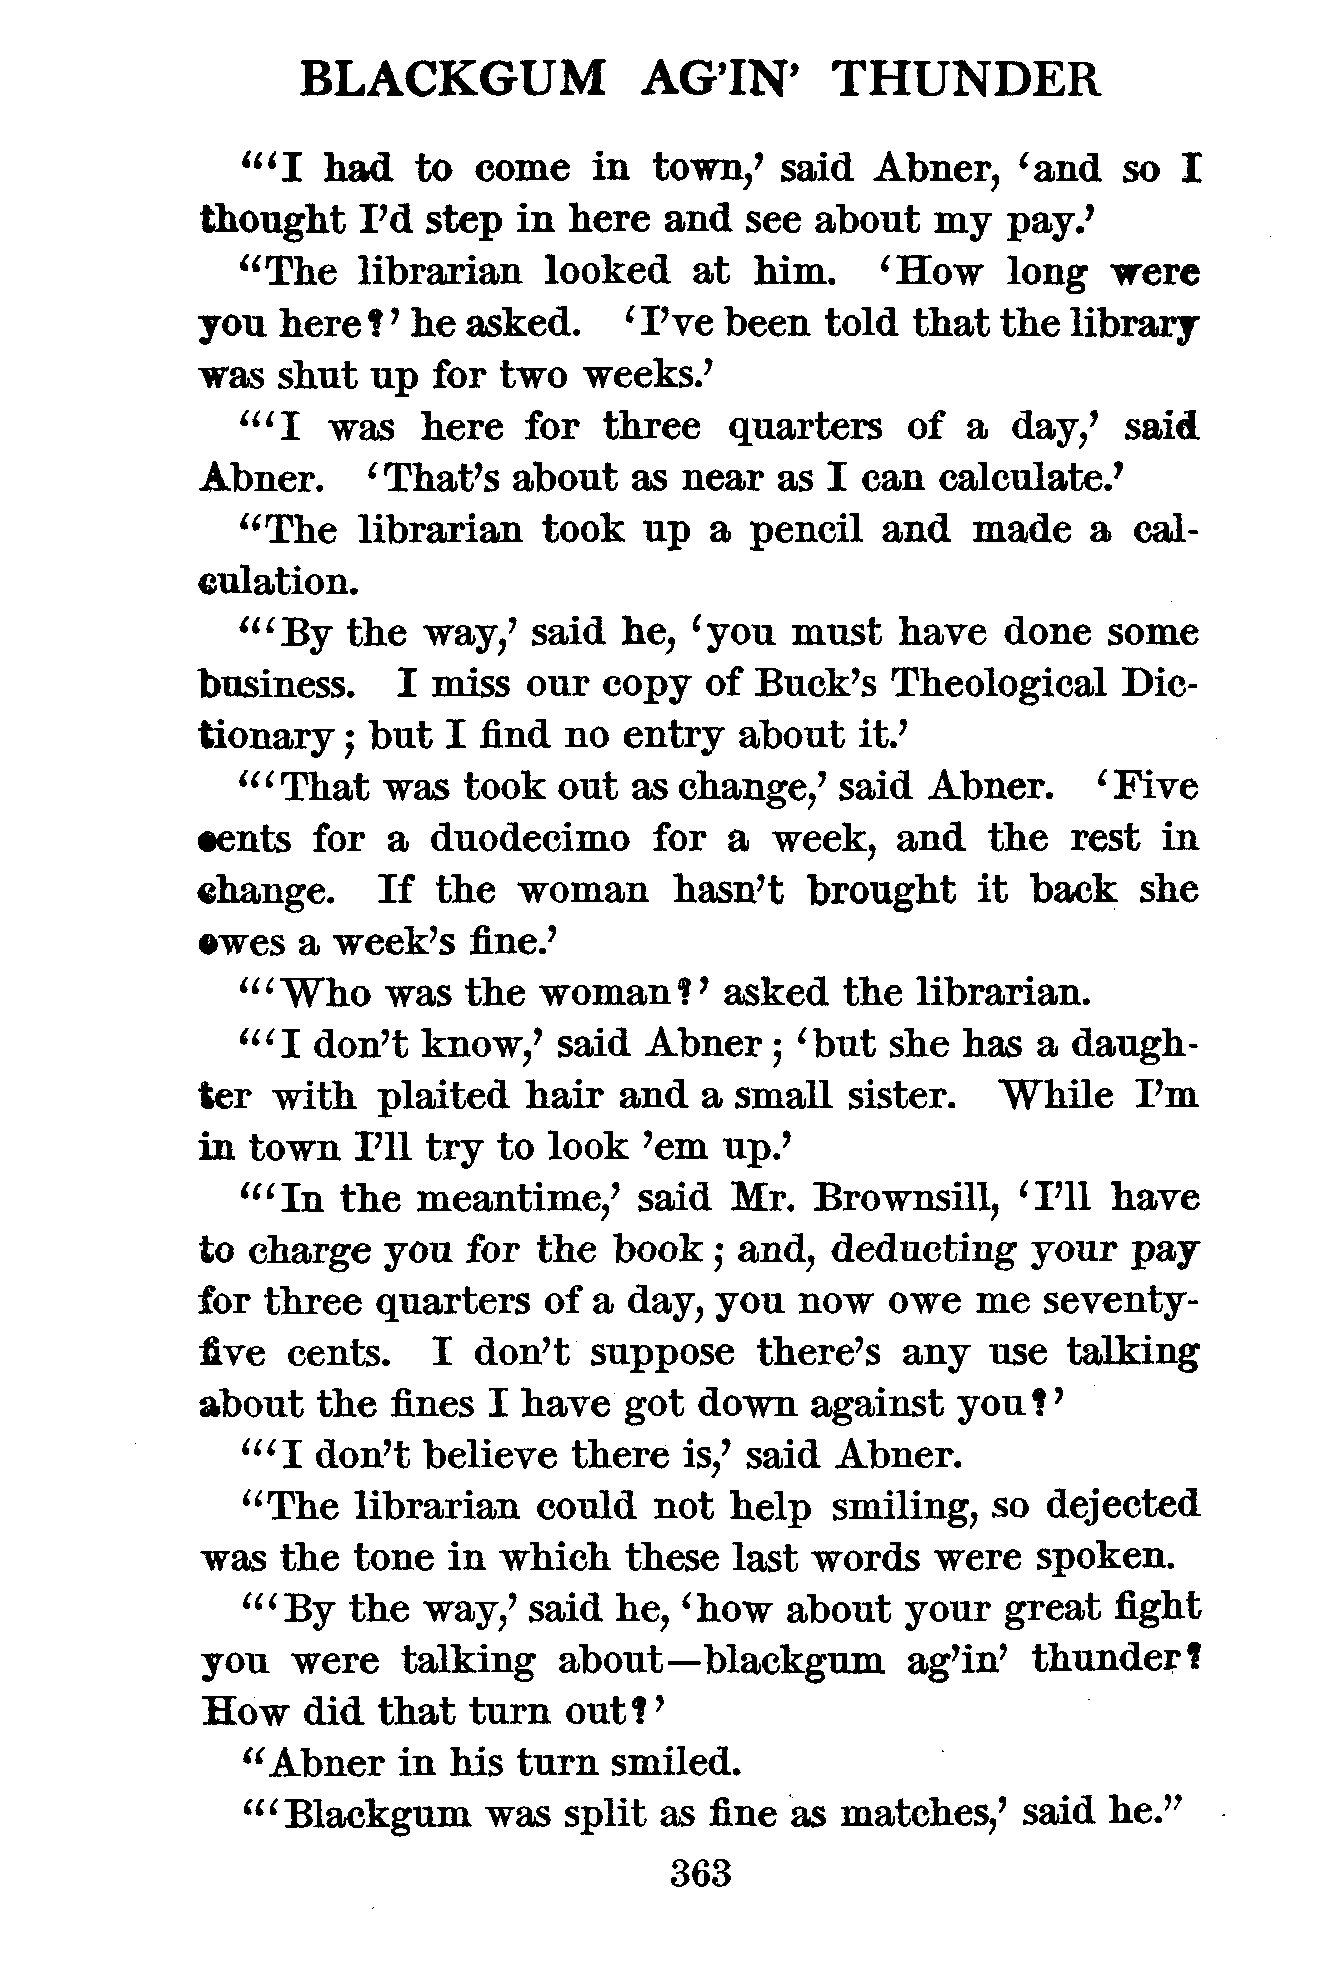 BLACKGUM AG'IN' THUNDER
"'I had to come in town,' said Abner, 'and so I
thought I'd step in here and see about my pay.'
"The librarian looked at him. 'How long were
you here?' he asked. 'I've been told that the library
was shut up for two weeks.'
"'I was here for three quarters of a day,' said
Abner. 'That's about as near as I can calculate.'
"The librarian took up a pencil and made a cal-
culation.
"'By the way,' said he, 'you must have done some
business. I miss our copy of Buck's Theological Dic-
tionary; but I find no entry about it.'
"'That was took out as change,' said Abner. 'Five
cents for a duodecimo for a week, and the rest in
change. If the woman hasn't brought it back she
owes a week's fine.'
"'Who was the woman?' asked the librarian.
"'I don't know,' said Abner; 'but she has a daugh-
ter with plaited hair and a small sister. While I'm
in town I'll try to look 'em up.'
"'In the meantime,' said Mr. Brownsill, 'I'll have
to charge you for the book; and, deducting your pay
for three quarters of a day, you now owe me seventy-
five cents. I don't suppose there's any use talking
about the fines I have got down against you?'
"'I don't believe there is,' said Abner.
"The librarian could not help smiling, so dejected
was the tone in which these last words were spoken.
"'By the way,' said he, 'how about your great fight
you were talking about—blackgum ag'in' thunder?
How did that turn out?'
"Abner in his turn smiled.
"'Blackgum was split as fine as matches,' said he."
363